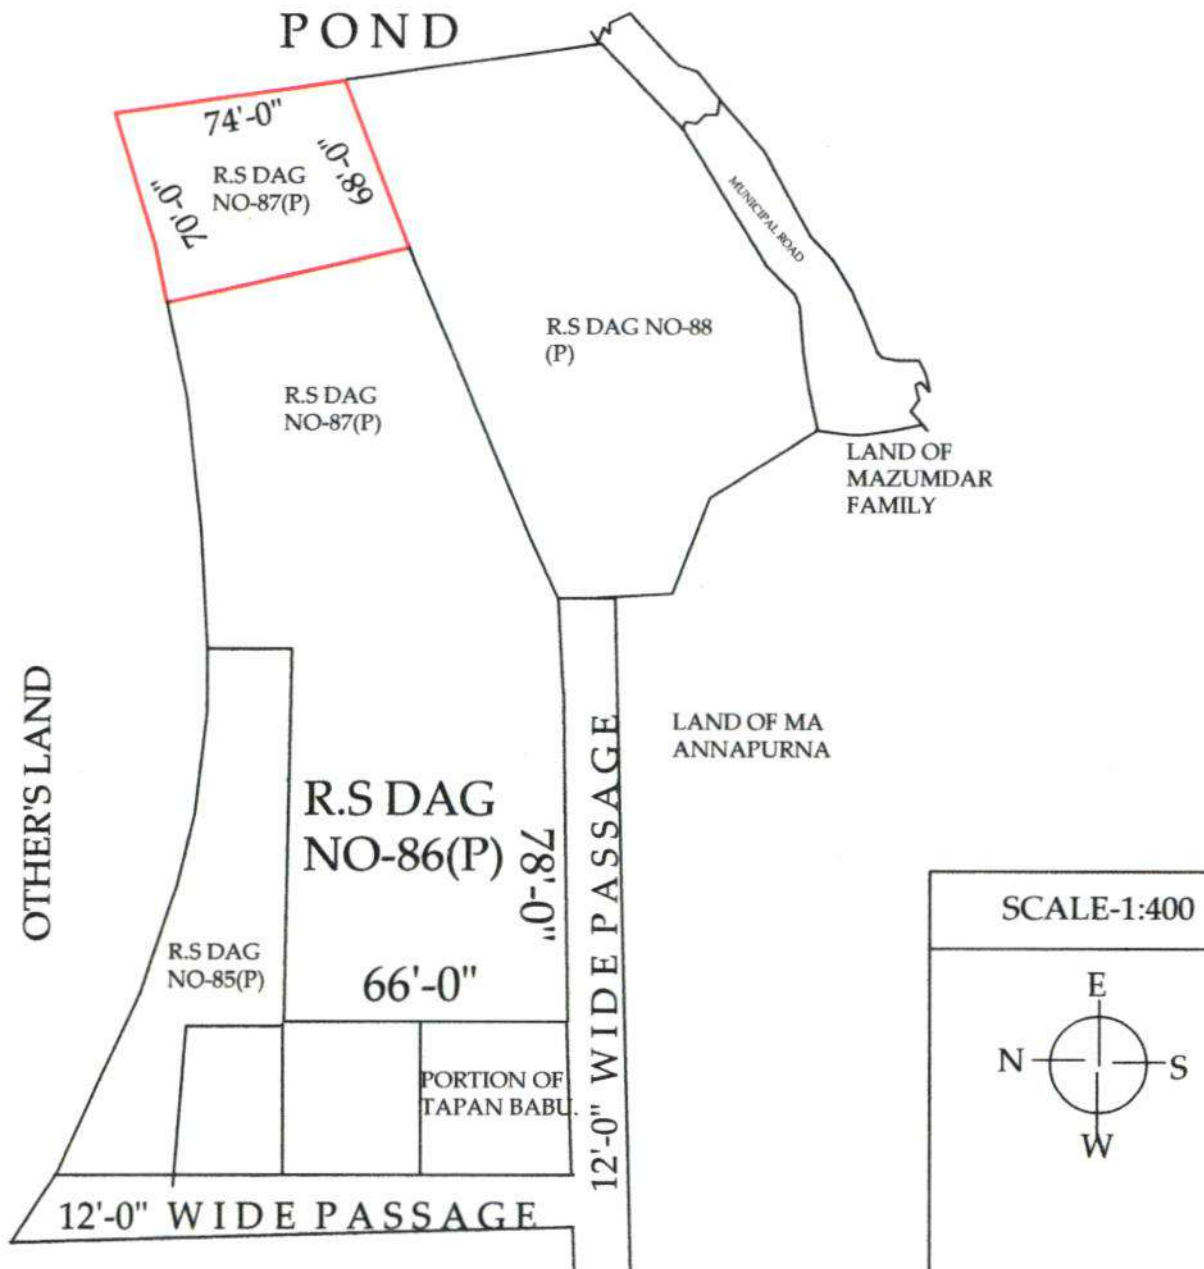 POND
74'-0"
68'-0"
R.S DAG
NO-87(P)
70'-0"
MUNICIPAL ROAD
R.S DAG NO-88
(P)
R.S DAG
NO-87(P)
LAND OF
MAZUMDAR
FAMILY
OTHER'S LAND
LAND OF MA
ANNAPURNA
R.S DAG
NO-86(P)
78'-0"
12'-0" WIDE PASSAGE
R.S DAG
NO-85(P)
66'-0"
PORTION OF
TAPAN BABU.
12'-0" WIDE PASSAGE
SCALE-1:400
E
N
S
W